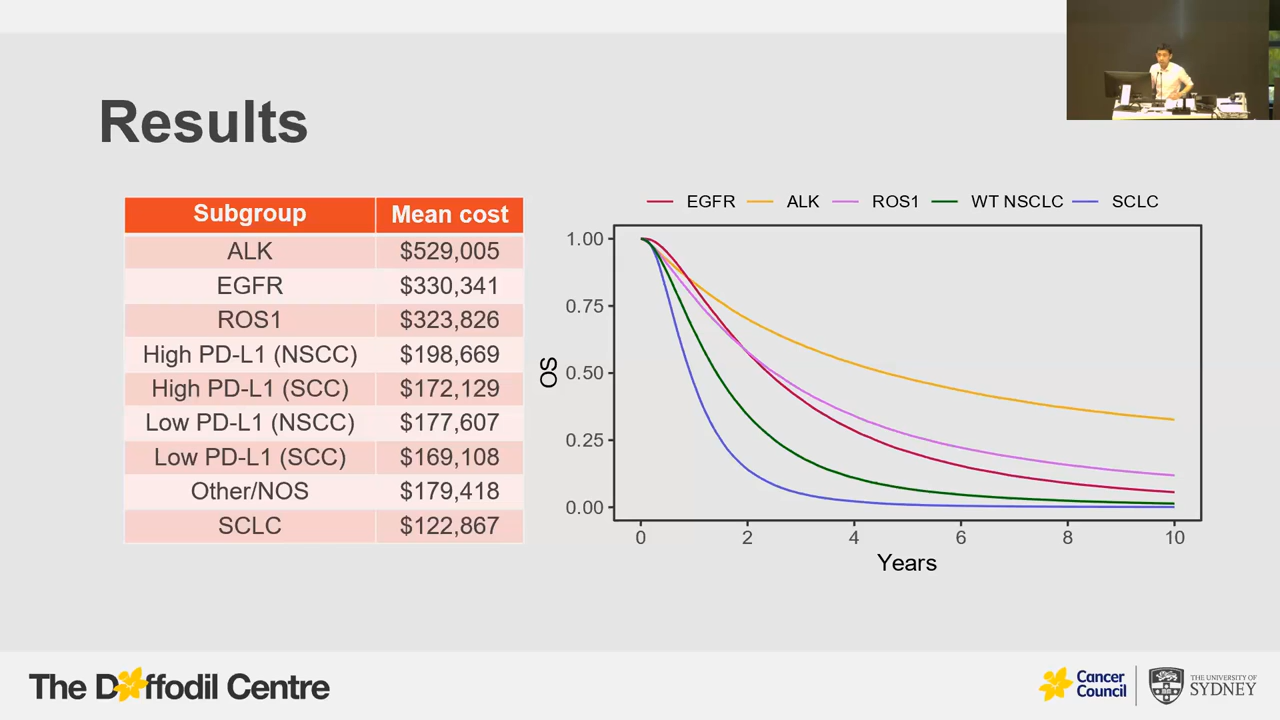 Results
Subgroup Mean cost
ALK $529,005
EGFR $330,341
ROS1 $323,826
High PD-L1 (NSCC) $198,669
High PD-L1 (SCC) $172,129
Low PD-L1 (NSCC) $177,607
Low PD-L1 (SCC) $169,108
Other/NOS $179,418
SCLC $122,867
EGFR ALK ROS1 WT NSCLC SCLC
1.00
0.75
0.50
0.25
0.00
OS
0 2 4 6 8 10
Years
The Daffodil Centre
Cancer
Council
THE UNIVERSITY OF
SYDNEY